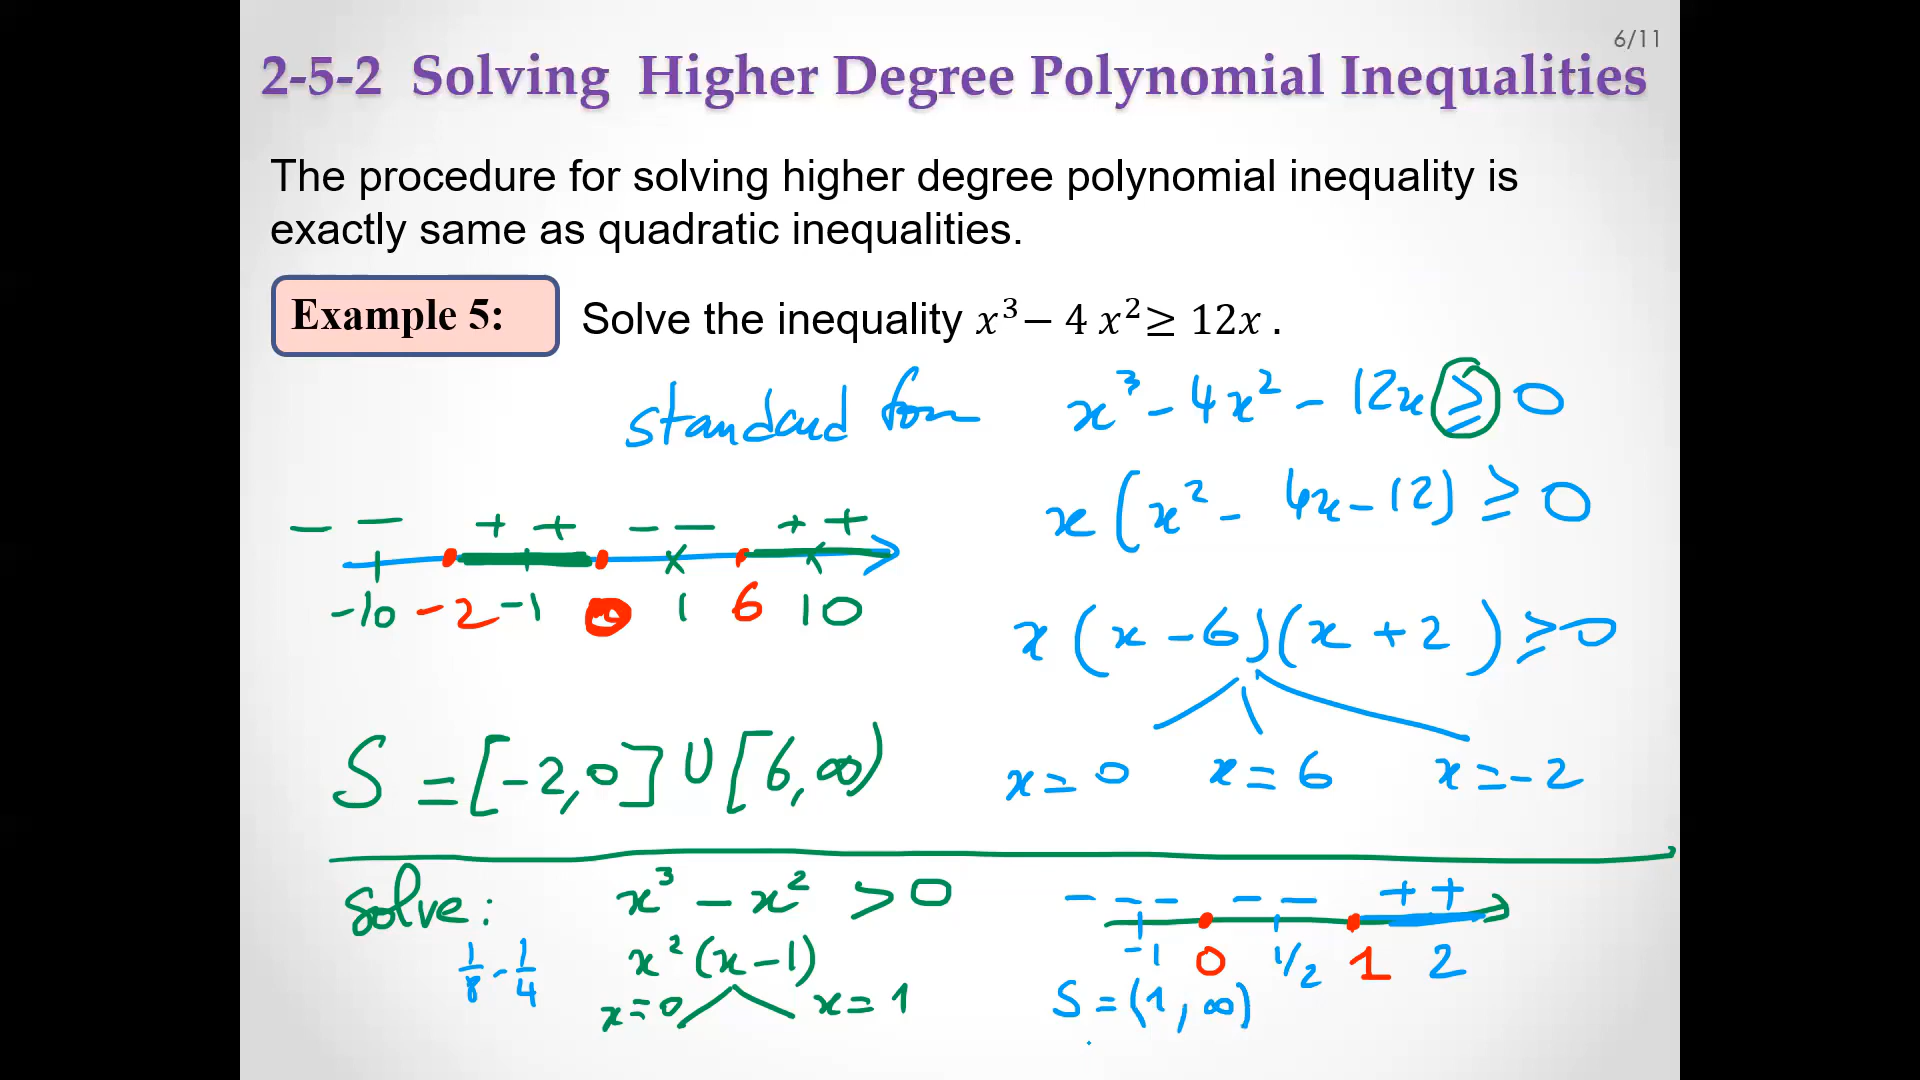 6/11
2-5-2 Solving Higher Degree Polynomial Inequalities
The procedure for solving higher degree polynomial inequality is
exactly same as quadratic inequalities.
Example 5: Solve the inequality x³− 4 x²≥ 12x .
standard form x³ − 4x² − 12x ≥ 0
x(x² − 4x − 12) ≥ 0
− − − + + − − + +
−10 −2 −1 0 1 6 10
x(x − 6)(x + 2) ≥ 0
x = 0 x = 6 x = −2
S = [−2,0] ∪ [6,∞)
solve: x³ − x² > 0
− − − − − + +
x²(x − 1)
−1 0 1/2 1 2
1/8 − 1/4
x = 0 x = 1
S = (1, ∞)